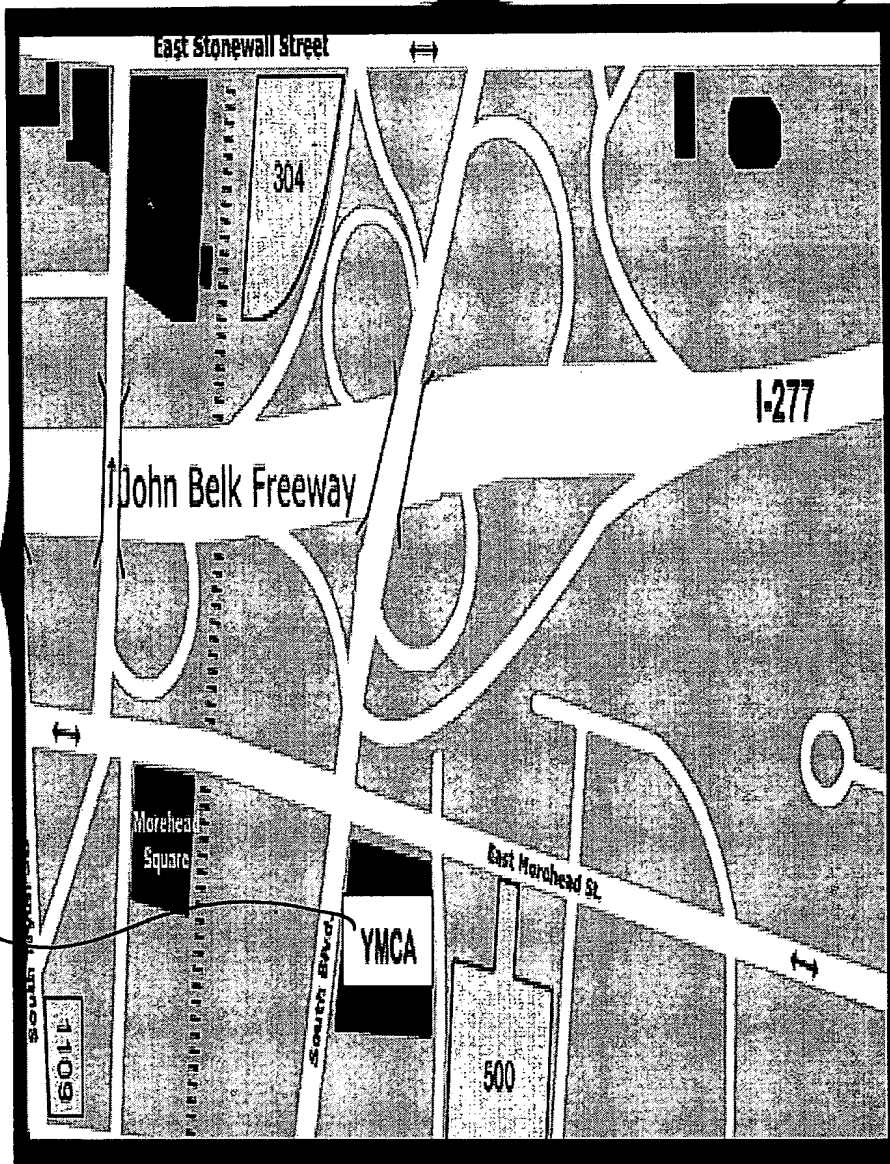 East Stonewall Street
304
I-277
John Belk Freeway
Morehead
Square
East Morehead St.
YMCA
South Blvd.
500
1109